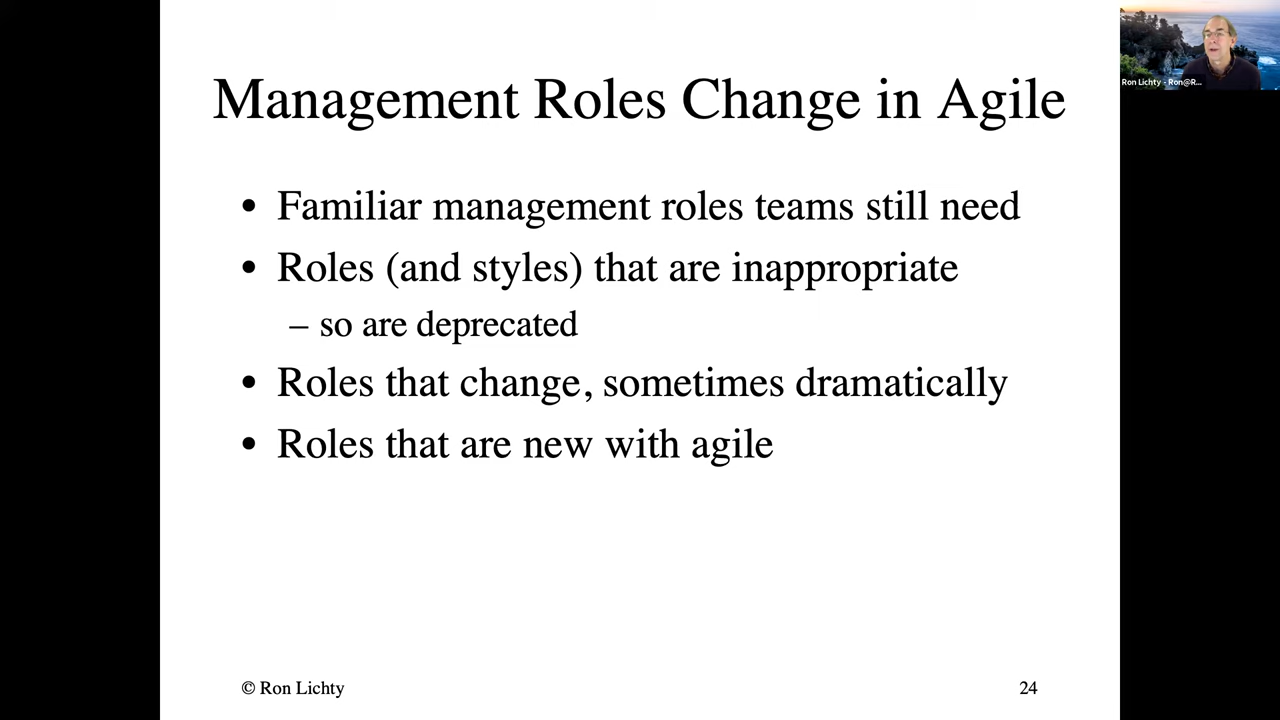 Management Roles Change in Agile
• Familiar management roles teams still need
• Roles (and styles) that are inappropriate
– so are deprecated
• Roles that change, sometimes dramatically
• Roles that are new with agile
© Ron Lichty
24
Ron Lichty - Ron@R...